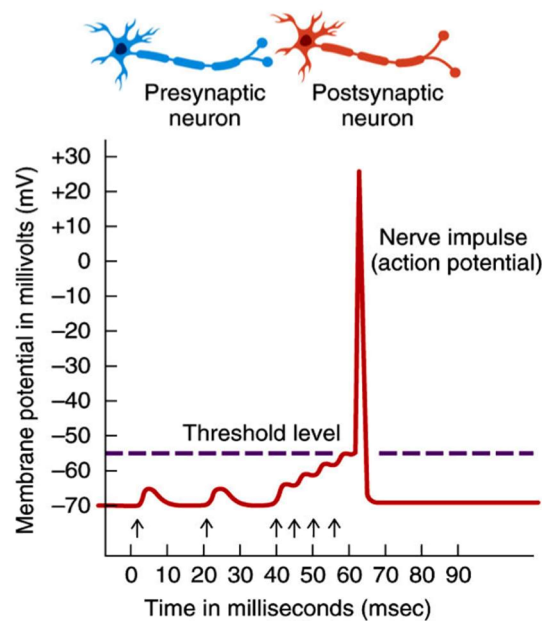 Presynaptic
neuron
Postsynaptic
neuron
Membrane potential in millivolts (mV)
+30
+20
+10
0
–10
–20
–30
–40
–50
–60
–70
Nerve impulse
(action potential)
Threshold level
0 10 20 30 40 50 60 70 80 90
Time in milliseconds (msec)